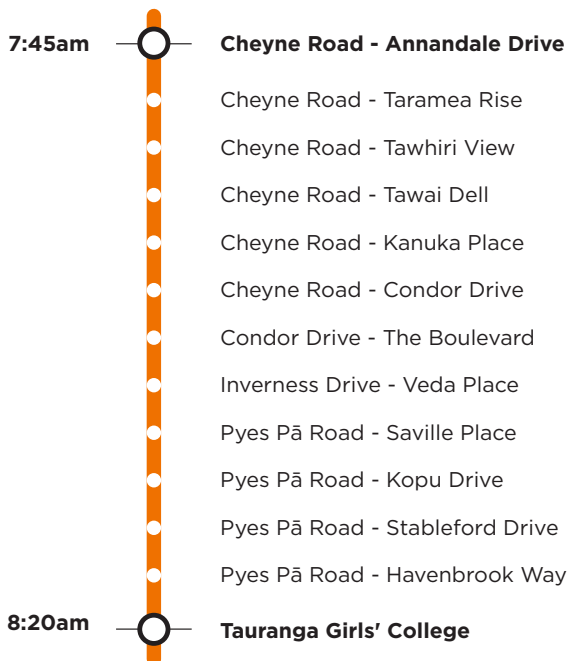 7:45am Cheyne Road - Annandale Drive
Cheyne Road - Taramea Rise
Cheyne Road - Tawhiri View
Cheyne Road - Tawai Dell
Cheyne Road - Kanuka Place
Cheyne Road - Condor Drive
Condor Drive - The Boulevard
Inverness Drive - Veda Place
Pyes Pā Road - Saville Place
Pyes Pā Road - Kopu Drive
Pyes Pā Road - Stableford Drive
Pyes Pā Road - Havenbrook Way
8:20am Tauranga Girls' College